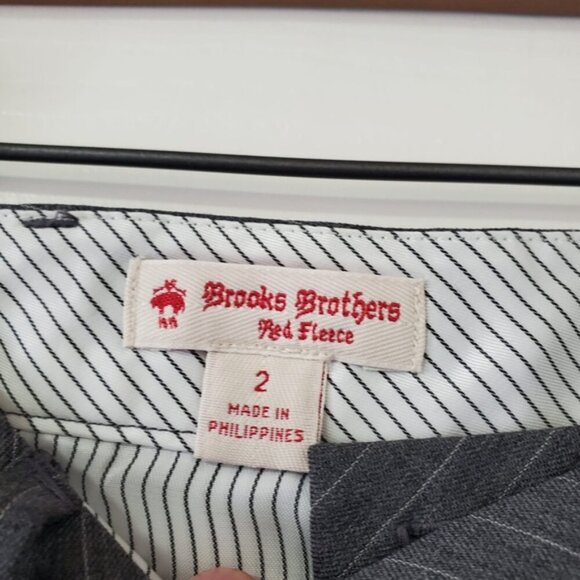 Brooks Brothers
Red Fleece
2
MADE IN
PHILIPPINES